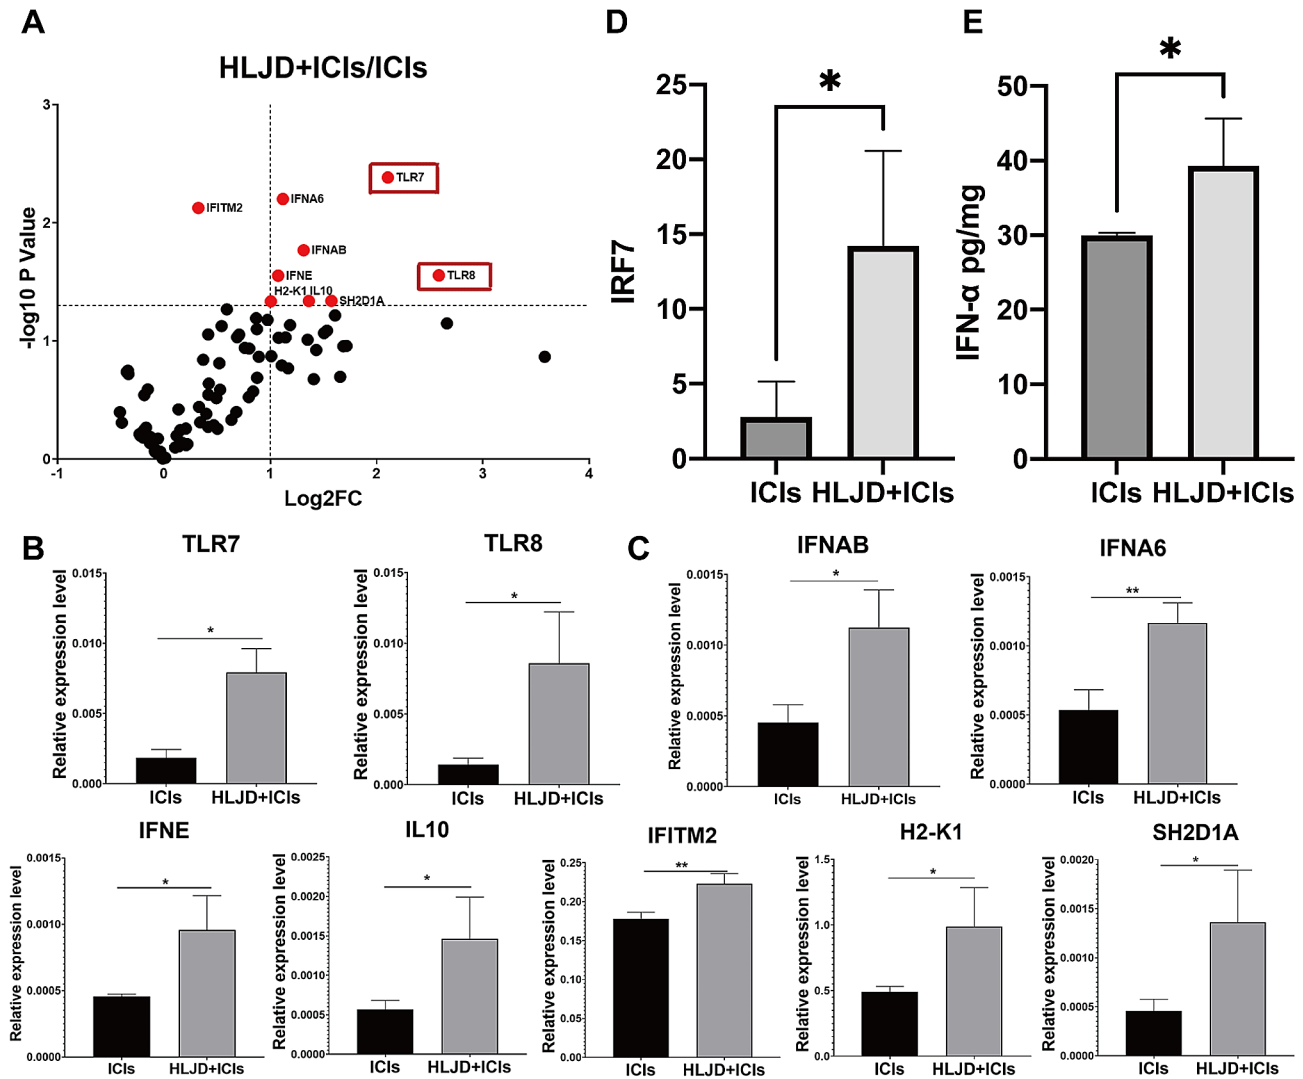 A
HLJD+ICIs/ICIs
-log10 P Value
3
2
1
0
-1
0
1
2
3
4
Log2FC
TLR7
IFNA6
IFITM2
IFNAB
IFNE
TLR8
H2-K1
IL10
SH2D1A
D
*
IRF7
25
20
15
10
5
0
ICIs
HLJD+ICIs
E
*
IFN-α pg/mg
50
40
30
20
10
0
ICIs
HLJD+ICIs
B
TLR7
Relative expression level
0.015
0.010
0.005
0.000
*
ICIs
HLJD+ICIs
TLR8
Relative expression level
0.015
0.010
0.005
0.000
*
ICIs
HLJD+ICIs
C
IFNAB
Relative expression level
0.0015
0.0010
0.0005
0.0000
*
ICIs
HLJD+ICIs
IFNA6
Relative expression level
0.0015
0.0010
0.0005
0.0000
**
ICIs
HLJD+ICIs
IFNE
Relative expression level
0.0015
0.0010
0.0005
0.0000
*
ICIs
HLJD+ICIs
IL10
Relative expression level
0.0025
0.0020
0.0015
0.0010
0.0005
0.0000
*
ICIs
HLJD+ICIs
IFITM2
Relative expression level
0.25
0.20
0.15
0.10
0.05
0.00
**
ICIs
HLJD+ICIs
H2-K1
Relative expression level
1.5
1.0
0.5
0.0
*
ICIs
HLJD+ICIs
SH2D1A
Relative expression level
0.0020
0.0015
0.0010
0.0005
0.0000
*
ICIs
HLJD+ICIs